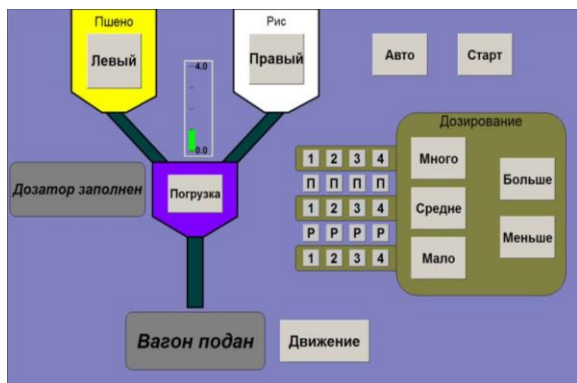 Пшено
Рис
Левый
Правый
Авто
Старт
4.0
0.0
Дозирование
1 2 3 4
Много
П П П П
Больше
Дозатор заполнен
Погрузка
1 2 3 4
Средне
Р Р Р Р
Меньше
1 2 3 4
Мало
Вагон подан
Движение